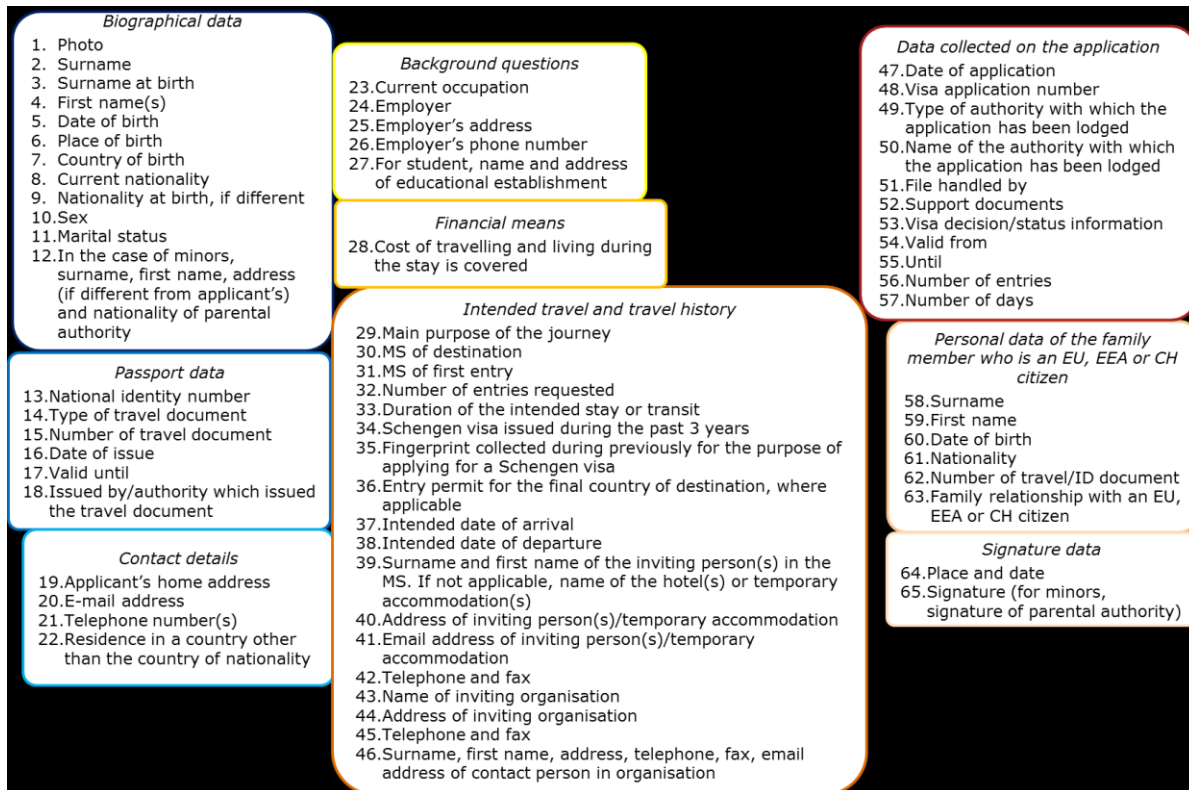 Biographical data
1. Photo
2. Surname
3. Surname at birth
4. First name(s)
5. Date of birth
6. Place of birth
7. Country of birth
8. Current nationality
9. Nationality at birth, if different
10.Sex
11.Marital status
12.In the case of minors,
surname, first name, address
(if different from applicant's)
and nationality of parental
authority
Passport data
13.National identity number
14.Type of travel document
15.Number of travel document
16.Date of issue
17.Valid until
18.Issued by/authority which issued
the travel document
Contact details
19.Applicant's home address
20.E-mail address
21.Telephone number(s)
22.Residence in a country other
than the country of nationality
Background questions
23.Current occupation
24.Employer
25.Employer's address
26.Employer's phone number
27.For student, name and address
of educational establishment
Financial means
28.Cost of travelling and living during
the stay is covered
Intended travel and travel history
29.Main purpose of the journey
30.MS of destination
31.MS of first entry
32.Number of entries requested
33.Duration of the intended stay or transit
34.Schengen visa issued during the past 3 years
35.Fingerprint collected during previously for the purpose of
applying for a Schengen visa
36.Entry permit for the final country of destination, where
applicable
37.Intended date of arrival
38.Intended date of departure
39.Surname and first name of the inviting person(s) in the
MS. If not applicable, name of the hotel(s) or temporary
accommodation(s)
40.Address of inviting person(s)/temporary accommodation
41.Email address of inviting person(s)/temporary
accommodation
42.Telephone and fax
43.Name of inviting organisation
44.Address of inviting organisation
45.Telephone and fax
46.Surname, first name, address, telephone, fax, email
address of contact person in organisation
Data collected on the application
47.Date of application
48.Visa application number
49.Type of authority with which the
application has been lodged
50.Name of the authority with which
the application has been lodged
51.File handled by
52.Support documents
53.Visa decision/status information
54.Valid from
55.Until
56.Number of entries
57.Number of days
Personal data of the family
member who is an EU, EEA or CH
citizen
58.Surname
59.First name
60.Date of birth
61.Nationality
62.Number of travel/ID document
63.Family relationship with an EU,
EEA or CH citizen
Signature data
64.Place and date
65.Signature (for minors,
signature of parental authority)